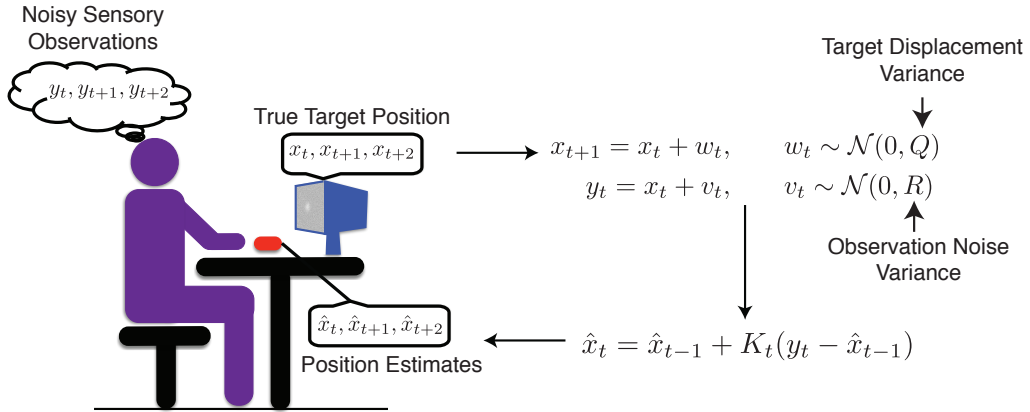 Noisy Sensory
Observations
y_t, y_{t+1}, y_{t+2}
True Target Position
x_t, x_{t+1}, x_{t+2}
Target Displacement
Variance
x_{t+1} = x_t + w_t, w_t ∼ 𝒩(0, Q)
y_t = x_t + v_t, v_t ∼ 𝒩(0, R)
Observation Noise
Variance
x̂_t, x̂_{t+1}, x̂_{t+2}
Position Estimates
x̂_t = x̂_{t−1} + K_t(y_t − x̂_{t−1})